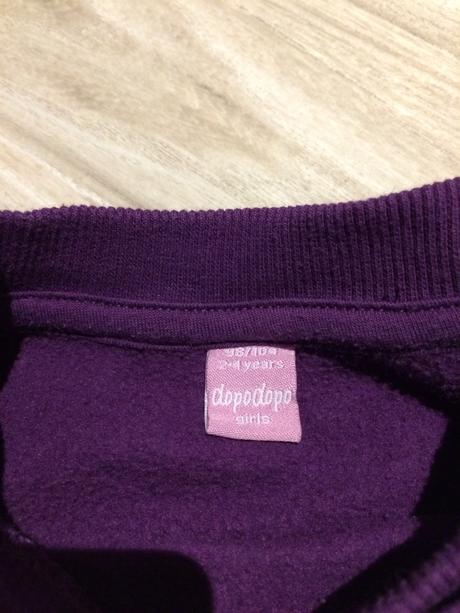 98/104
2-4 years
dopodopo
girls